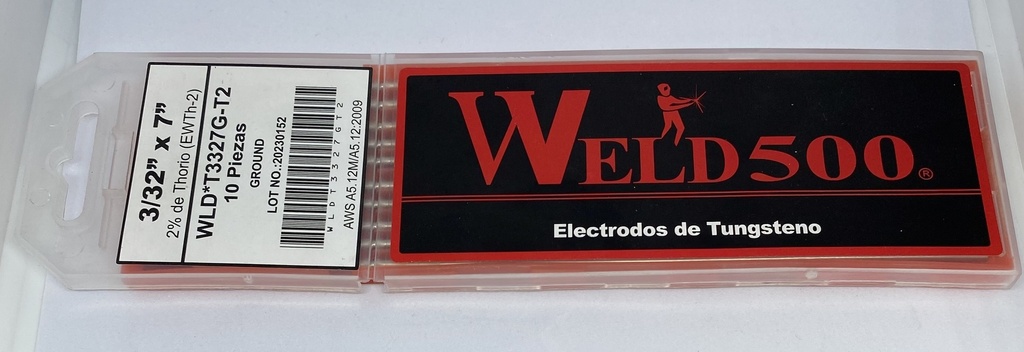 3/32" x 7"
2% de Thorio (EWTh-2)
WLD*T3327G-T2
10 Piezas
GROUND
LOT NO.:20230152
WLDT3327GT2
AWS A5.12M/A5.12:2009
WELD500®
Electrodos de Tungsteno